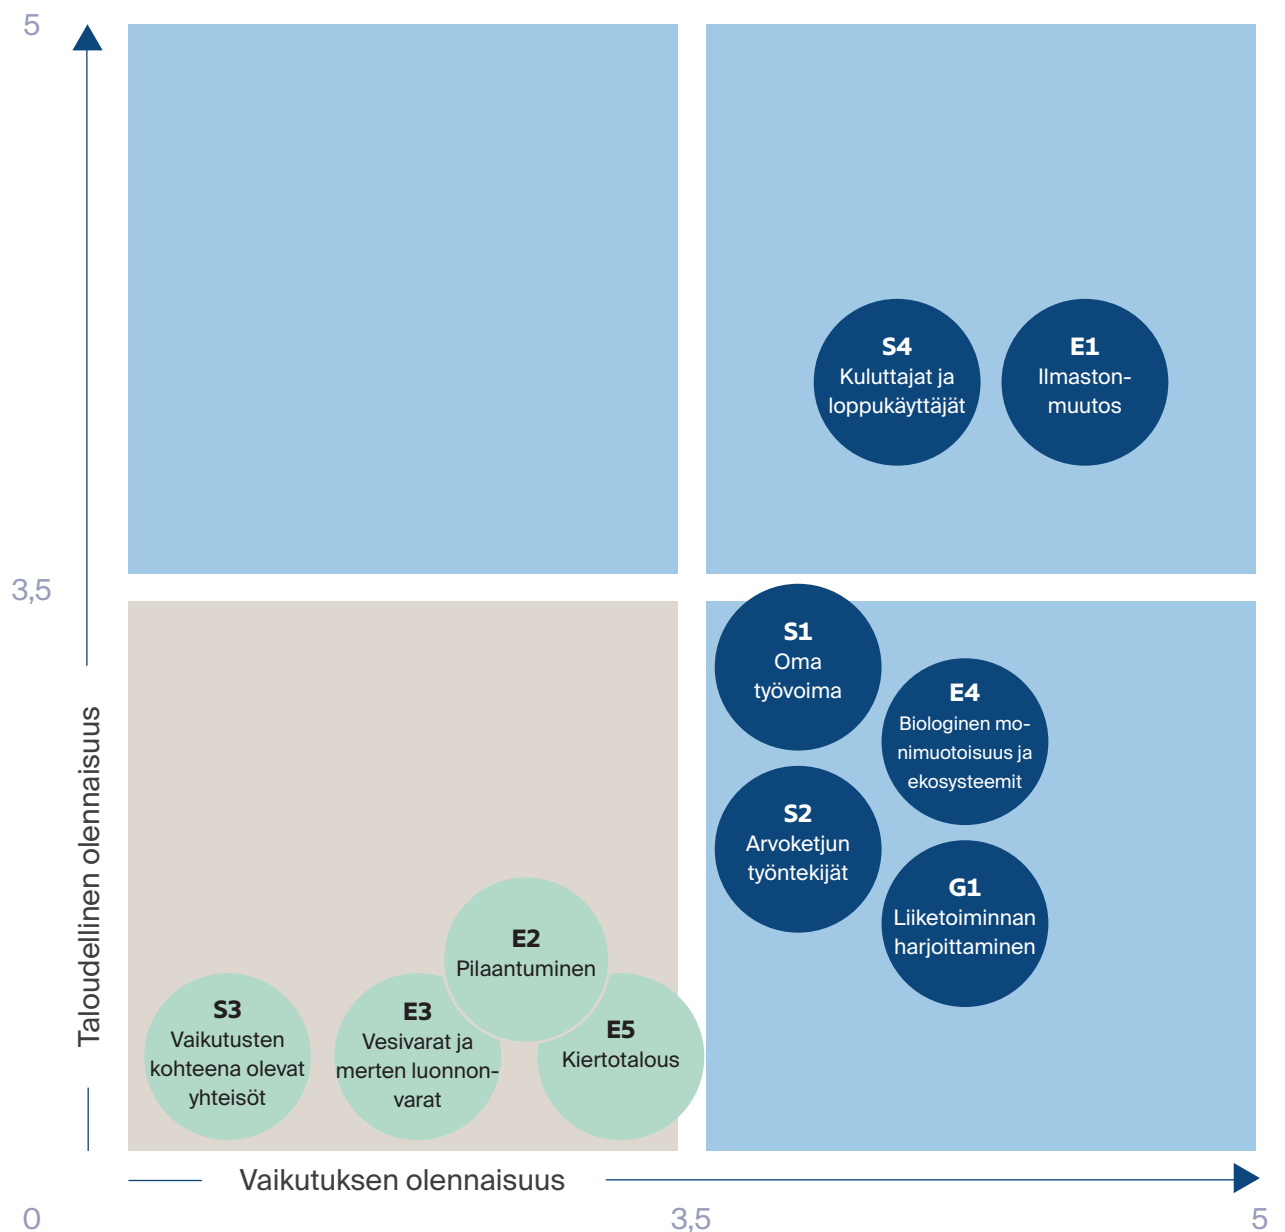 5
Taloudellinen olennaisuus
S4
Kuluttajat ja
loppukäyttäjät
E1
Ilmaston-
muutos
3,5
S1
Oma
työvoima
E4
Biologinen mo-
nimuotoisuus ja
ekosysteemit
S2
Arvoketjun
työntekijät
G1
Liiketoiminnan
harjoittaminen
E2
Pilaantuminen
S3
Vaikutusten
kohteena olevat
yhteisöt
E3
Vesivarat ja
merten luonnon-
varat
E5
Kiertotalous
Vaikutuksen olennaisuus
0
3,5
5